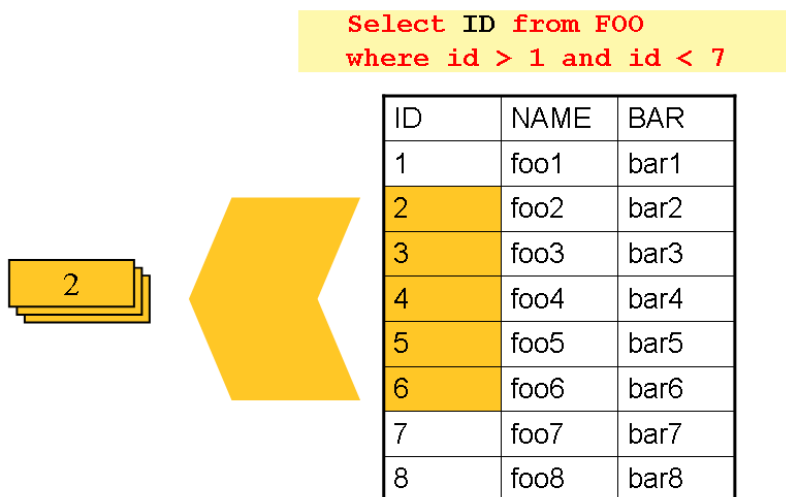 Select ID from FOO
where id > 1 and id < 7
ID NAME BAR
1 foo1 bar1
2 foo2 bar2
3 foo3 bar3
2
4 foo4 bar4
5 foo5 bar5
6 foo6 bar6
7 foo7 bar7
8 foo8 bar8